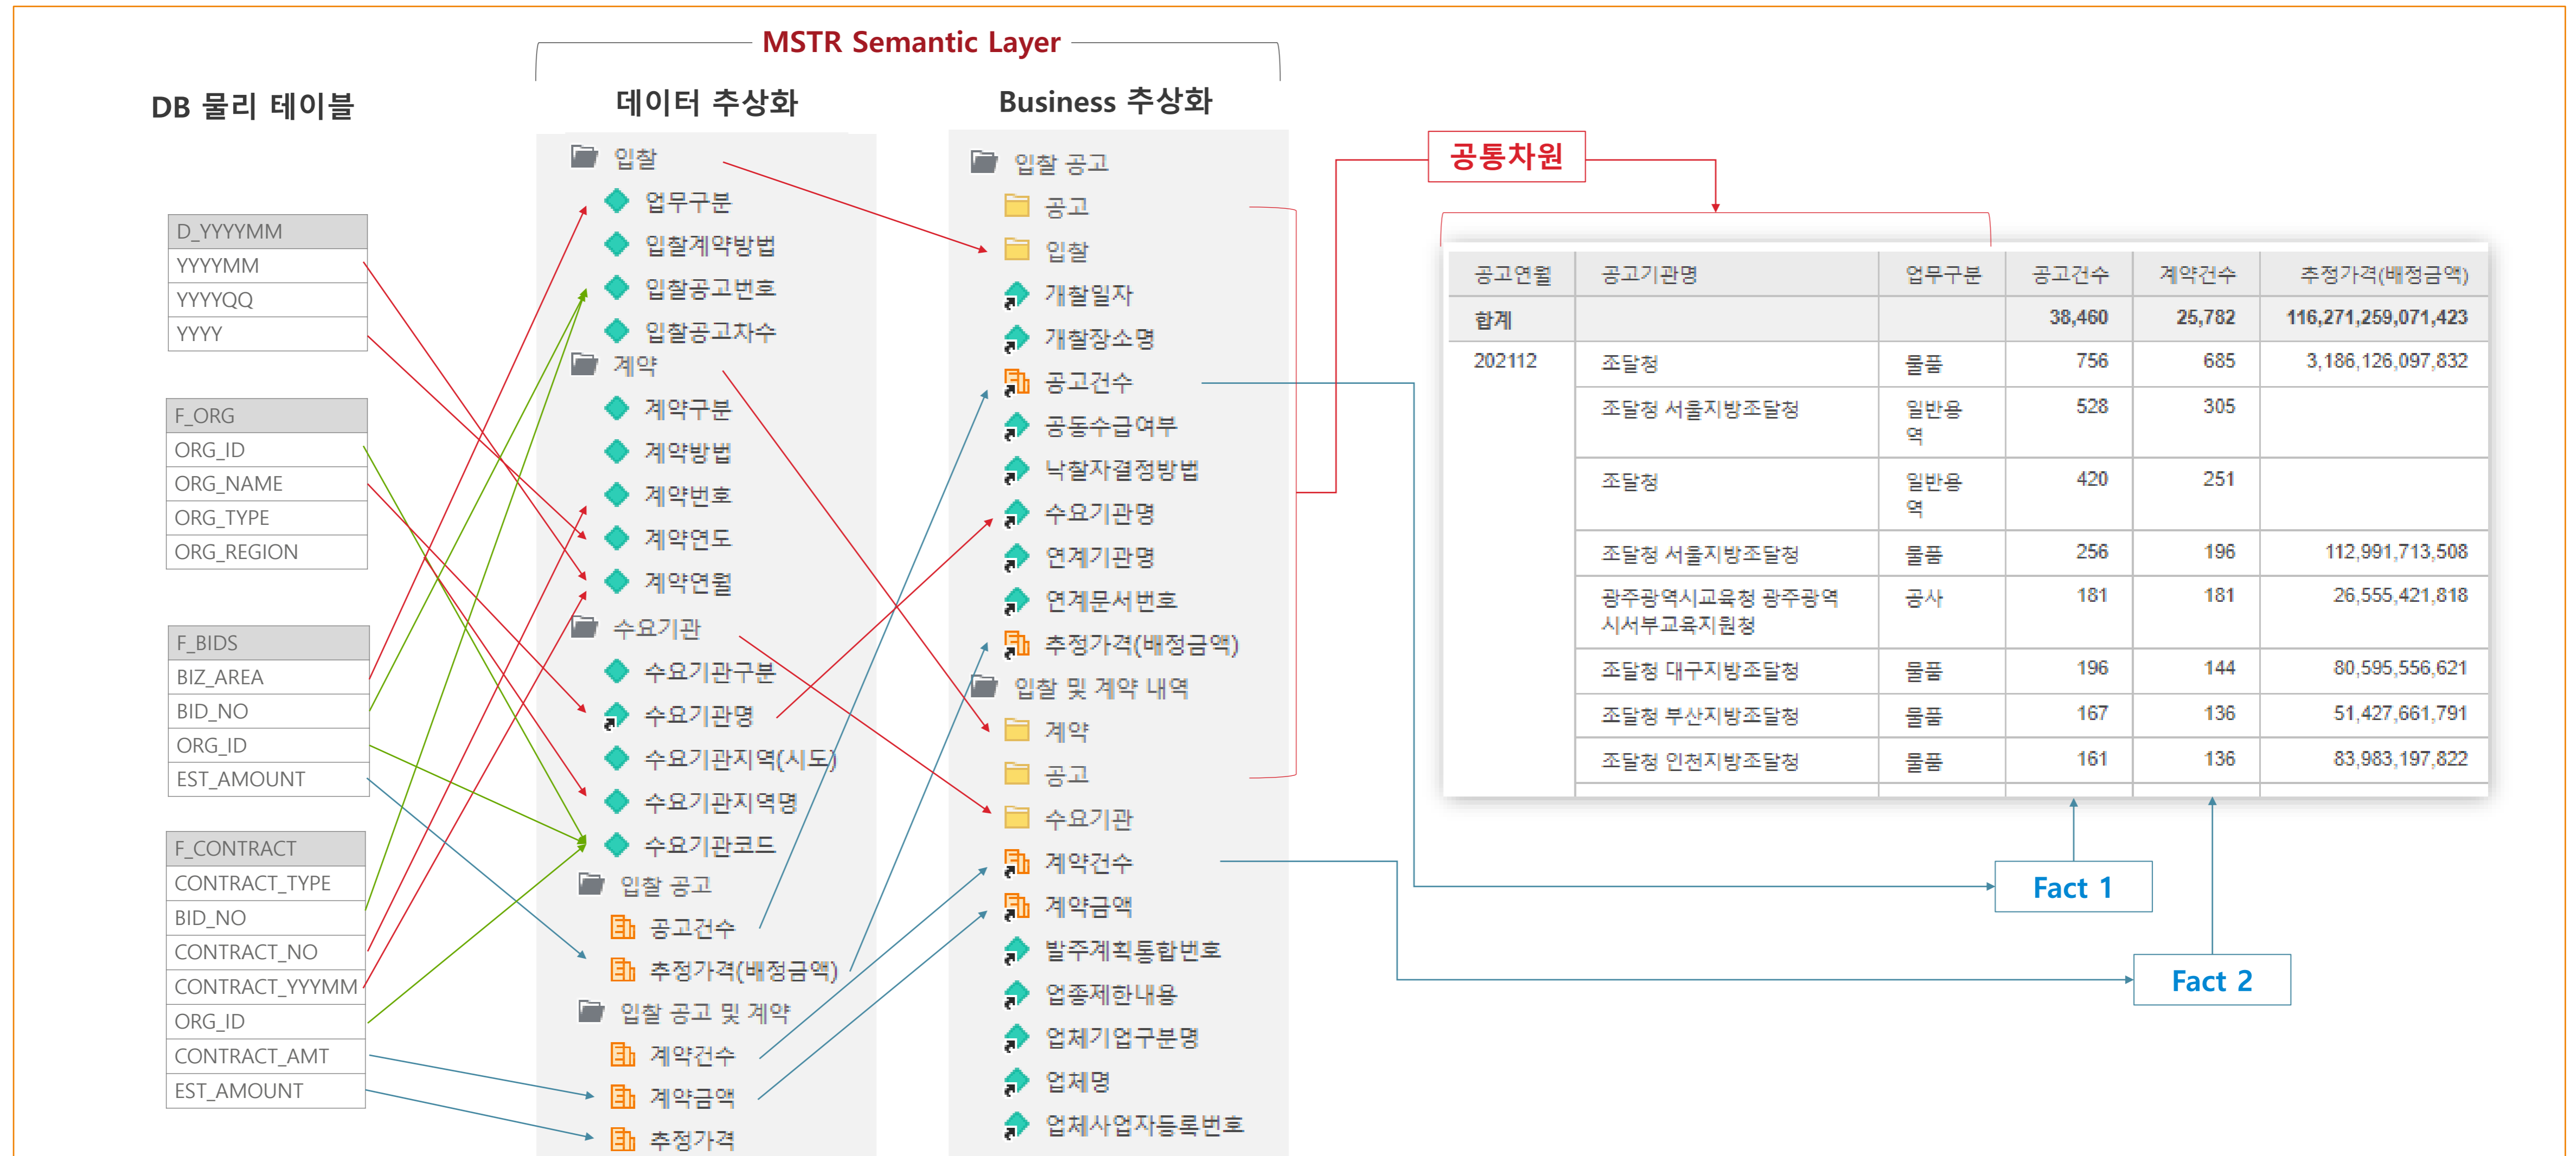 MSTR Semantic Layer
DB 물리 테이블
데이터 추상화
Business 추상화
D_YYYYMM
YYYYMM
YYYYQQ
YYYY
F_ORG
ORG_ID
ORG_NAME
ORG_TYPE
ORG_REGION
F_BIDS
BIZ_AREA
BID_NO
ORG_ID
EST_AMOUNT
F_CONTRACT
CONTRACT_TYPE
BID_NO
CONTRACT_NO
CONTRACT_YYYMM
ORG_ID
CONTRACT_AMT
EST_AMOUNT
입찰
업무구분
입찰계약방법
입찰공고번호
입찰공고차수
계약
계약구분
계약방법
계약번호
계약연도
계약연월
수요기관
수요기관구분
수요기관명
수요기관지역(시도)
수요기관지역명
수요기관코드
입찰 공고
공고건수
추정가격(배정금액)
입찰 공고 및 계약
계약건수
계약금액
추정가격
입찰 공고
공고
입찰
개찰일자
개찰장소명
공고건수
공동수급여부
낙찰자결정방법
수요기관명
연계기관명
연계문서번호
추정가격(배정금액)
입찰 및 계약 내역
계약
공고
수요기관
계약건수
계약금액
발주계획통합번호
업종제한내용
업체기업구분명
업체명
업체사업자등록번호
공통차원
공고연월 공고기관명 업무구분 공고건수 계약건수 추정가격(배정금액)
합계 38,460 25,782 116,271,259,071,423
202112 조달청 물품 756 685 3,186,126,097,832
조달청 서울지방조달청 일반용 528 305
역
조달청 일반용 420 251
역
조달청 서울지방조달청 물품 256 196 112,991,713,508
광주광역시교육청 광주광역 공사 181 181 26,555,421,818
시서부교육지원청
조달청 대구지방조달청 물품 196 144 80,595,556,621
조달청 부산지방조달청 물품 167 136 51,427,661,791
조달청 인천지방조달청 물품 161 136 83,983,197,822
Fact 1
Fact 2